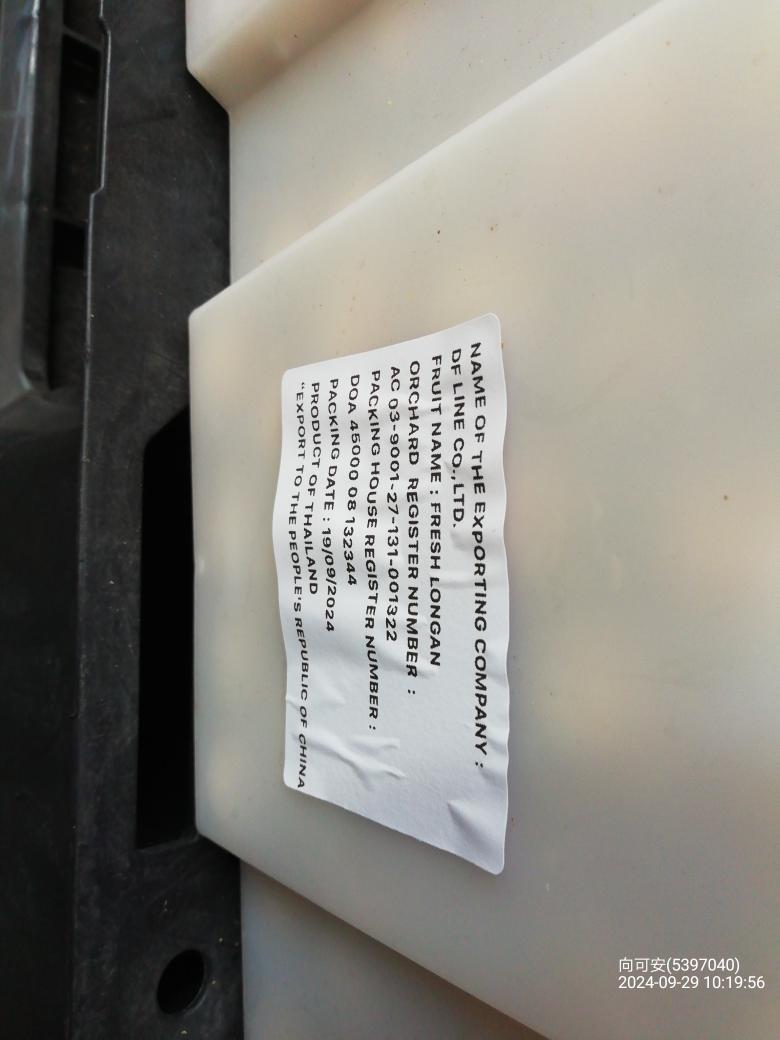 NAME OF THE EXPORTING COMPANY :
DF LINE CO.,LTD.
FRUIT NAME : FRESH LONGAN
ORCHARD REGISTER NUMBER :
AC 03-9001-27-131-001322
PACKING HOUSE REGISTER NUMBER :
DOA 45000 08 132344
PACKING DATE : 19/09/2024
PRODUCT OF THAILAND
"EXPORT TO THE PEOPLE'S REPUBLIC OF CHINA
向可安(5397040)
2024-09-29 10:19:56